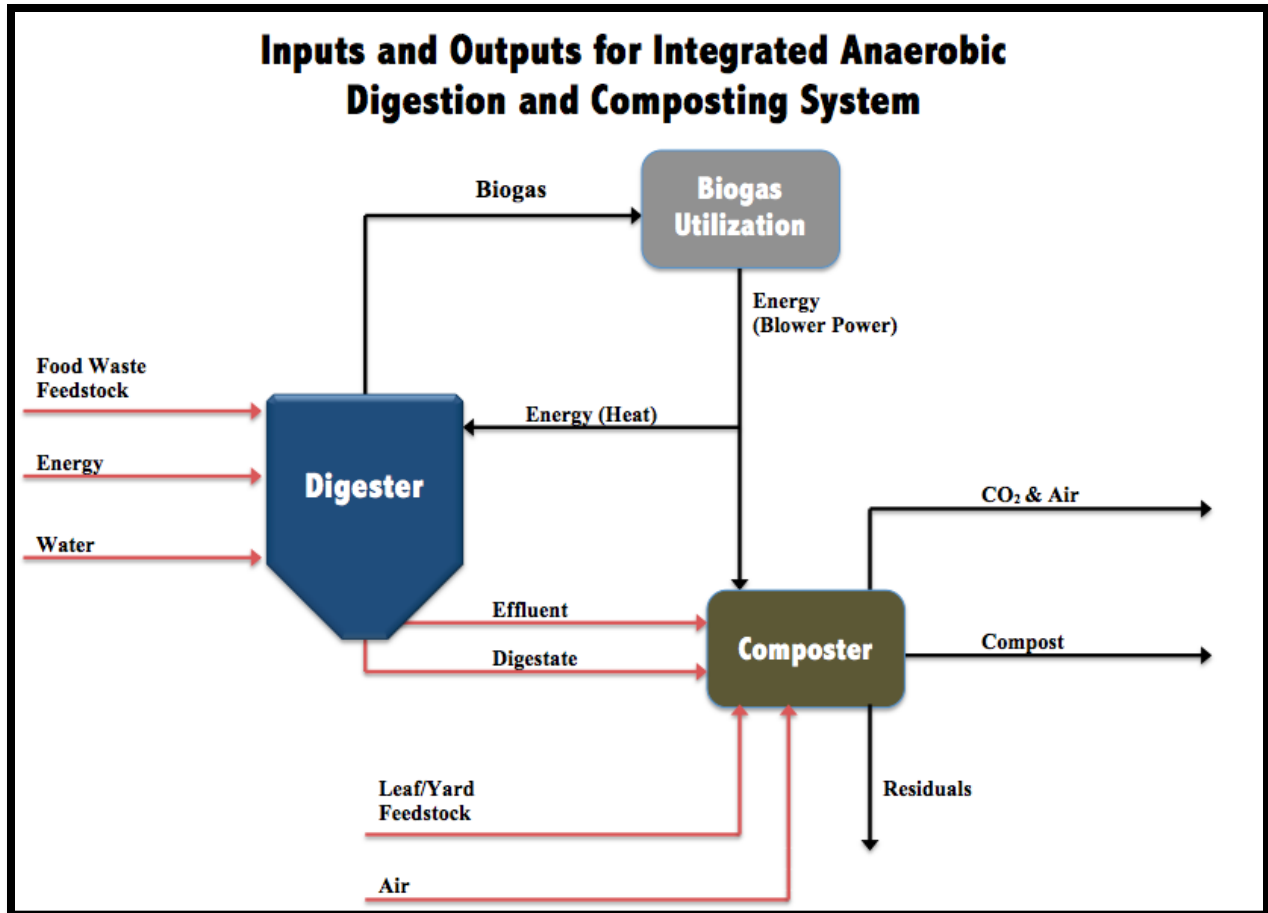 Inputs and Outputs for Integrated Anaerobic
Digestion and Composting System
Biogas
Biogas
Utilization
Energy
(Blower Power)
Food Waste
Feedstock
Energy (Heat)
Energy
Digester
CO₂ & Air
Water
Effluent
Composter
Compost
Digestate
Leaf/Yard
Feedstock
Residuals
Air